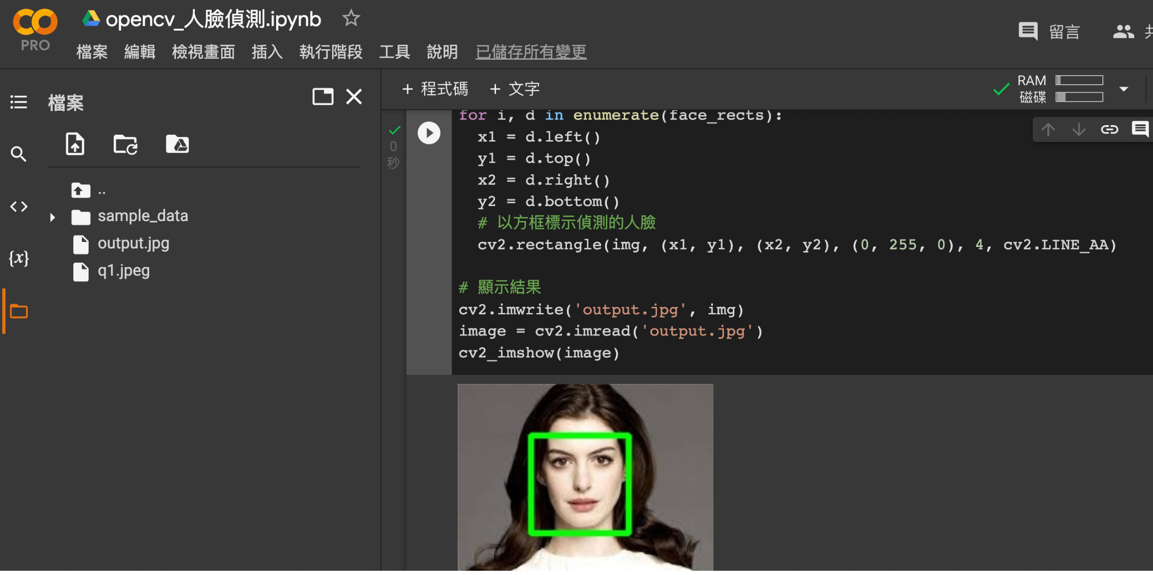 opencv_人臉偵測.ipynb
PRO
檔案 編輯 檢視畫面 插入 執行階段 工具 說明 已儲存所有變更
留言
檔案
..
sample_data
output.jpg
q1.jpeg
{x}
+ 程式碼 + 文字
RAM
磁碟
0
秒
for i, d in enumerate(face_rects):
x1 = d.left()
y1 = d.top()
x2 = d.right()
y2 = d.bottom()
# 以方框標示偵測的人臉
cv2.rectangle(img, (x1, y1), (x2, y2), (0, 255, 0), 4, cv2.LINE_AA)
# 顯示結果
cv2.imwrite('output.jpg', img)
image = cv2.imread('output.jpg')
cv2_imshow(image)